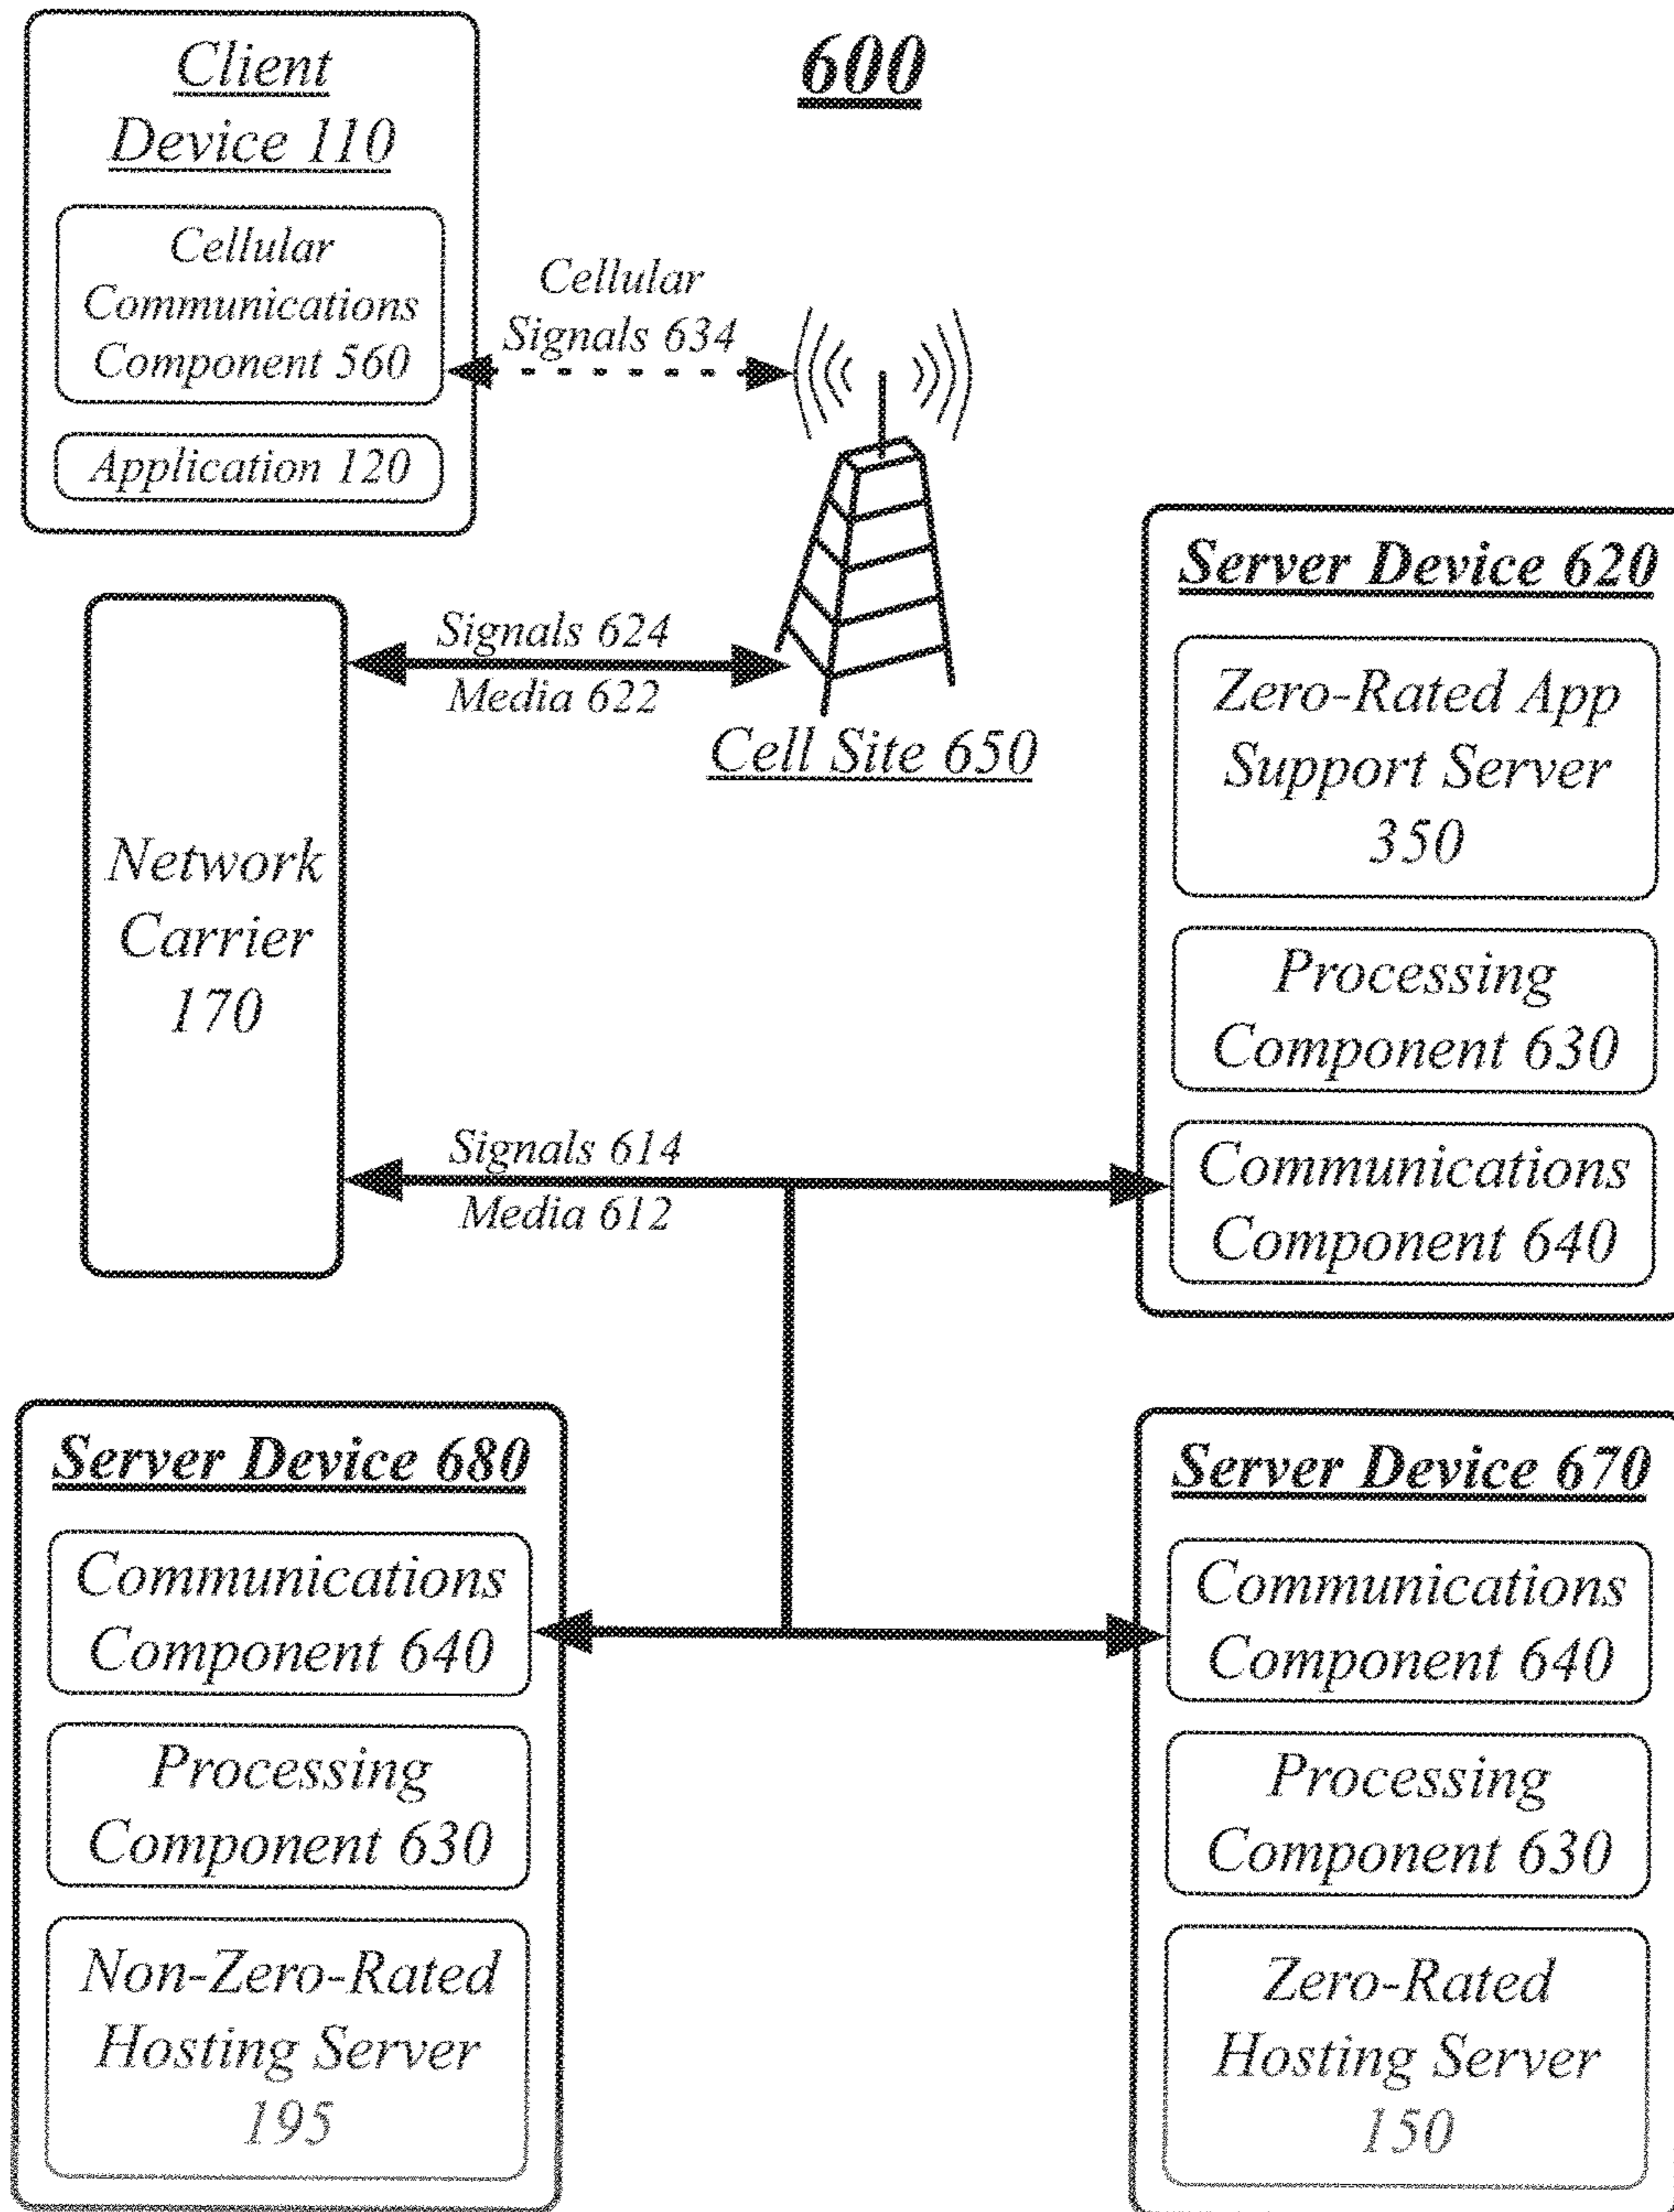 600
Client
Device 110
Cellular
Communications
Component 560
Application 120
Cellular
Signals 634
Signals 624
Media 622
Cell Site 650
Network
Carrier
170
Server Device 620
Zero-Rated App
Support Server
350
Processing
Component 630
Communications
Component 640
Signals 614
Media 612
Server Device 680
Communications
Component 640
Processing
Component 630
Non-Zero-Rated
Hosting Server
195
Server Device 670
Communications
Component 640
Processing
Component 630
Zero-Rated
Hosting Server
150